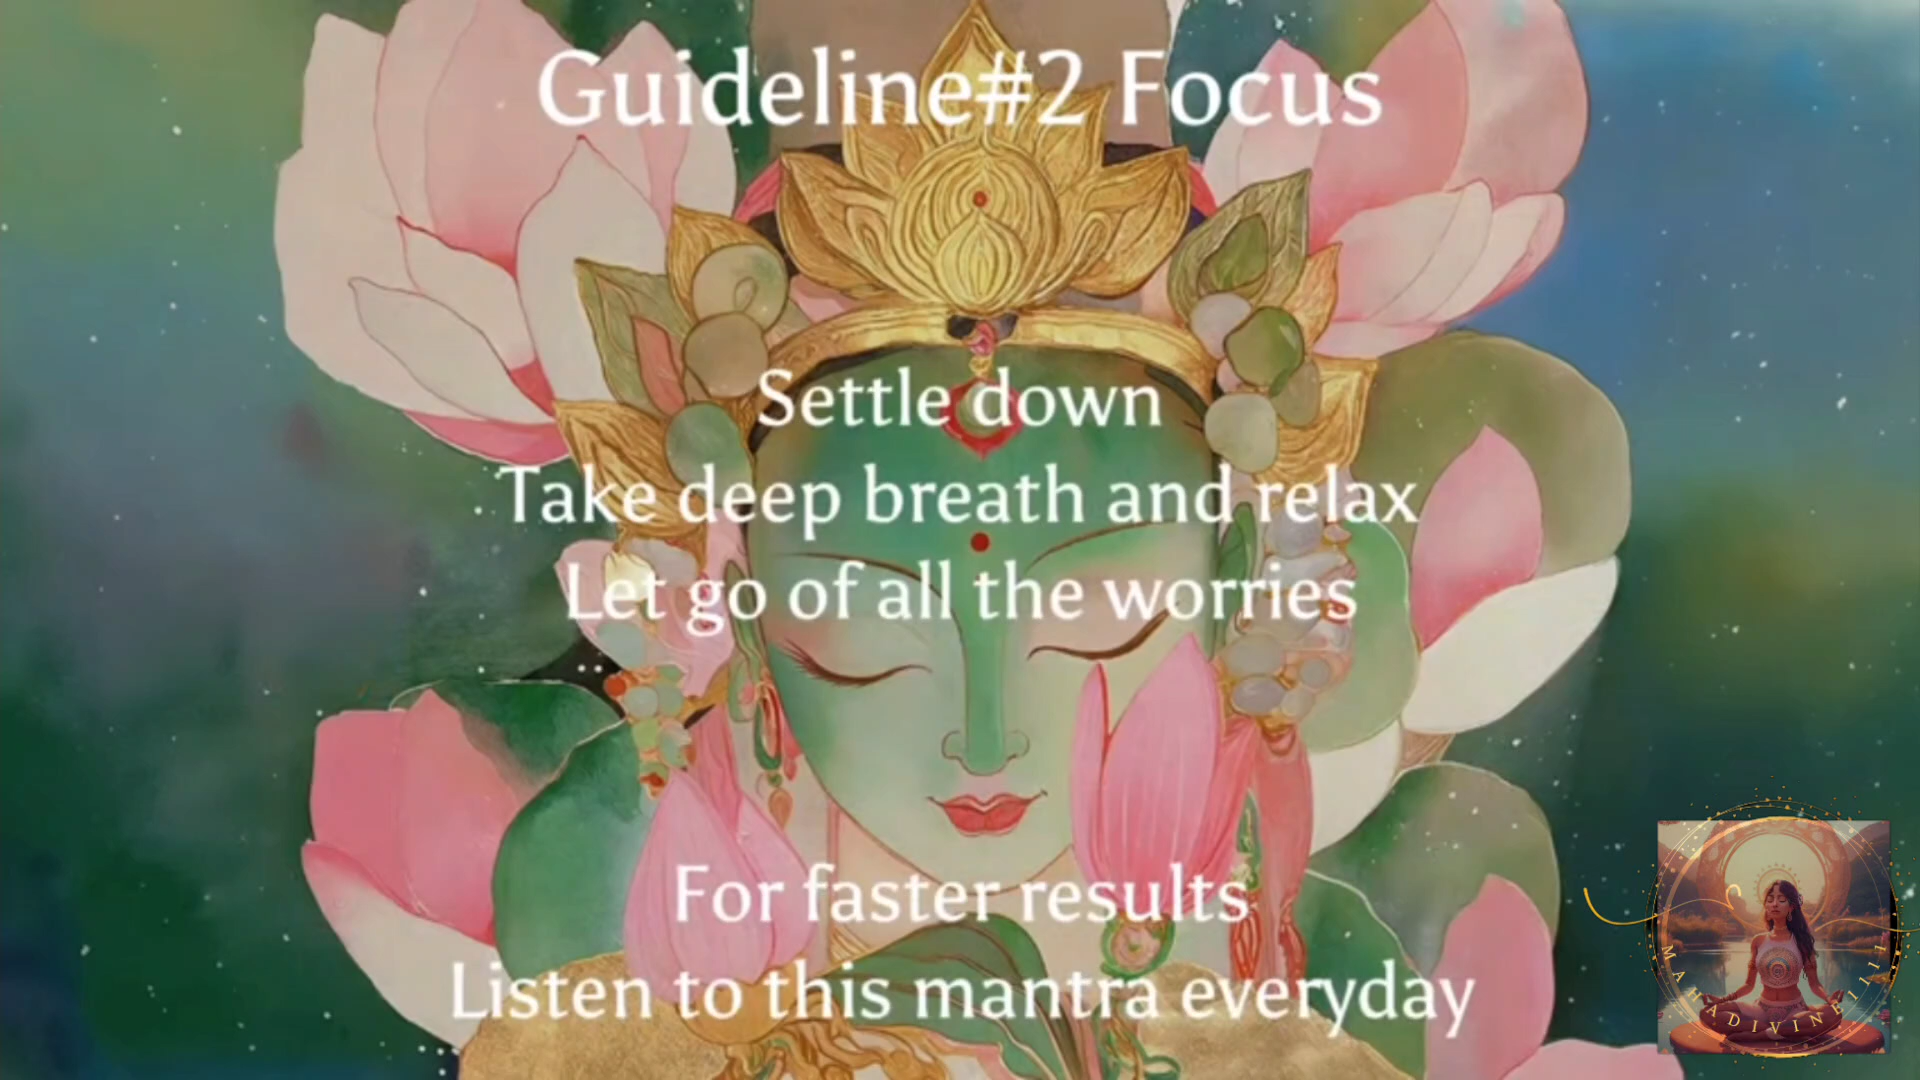 Guideline#2 Focus
Settle down
Take deep breath and relax
Let go of all the worries
For faster results
Listen to this mantra everyday
MAHADIVINE1111